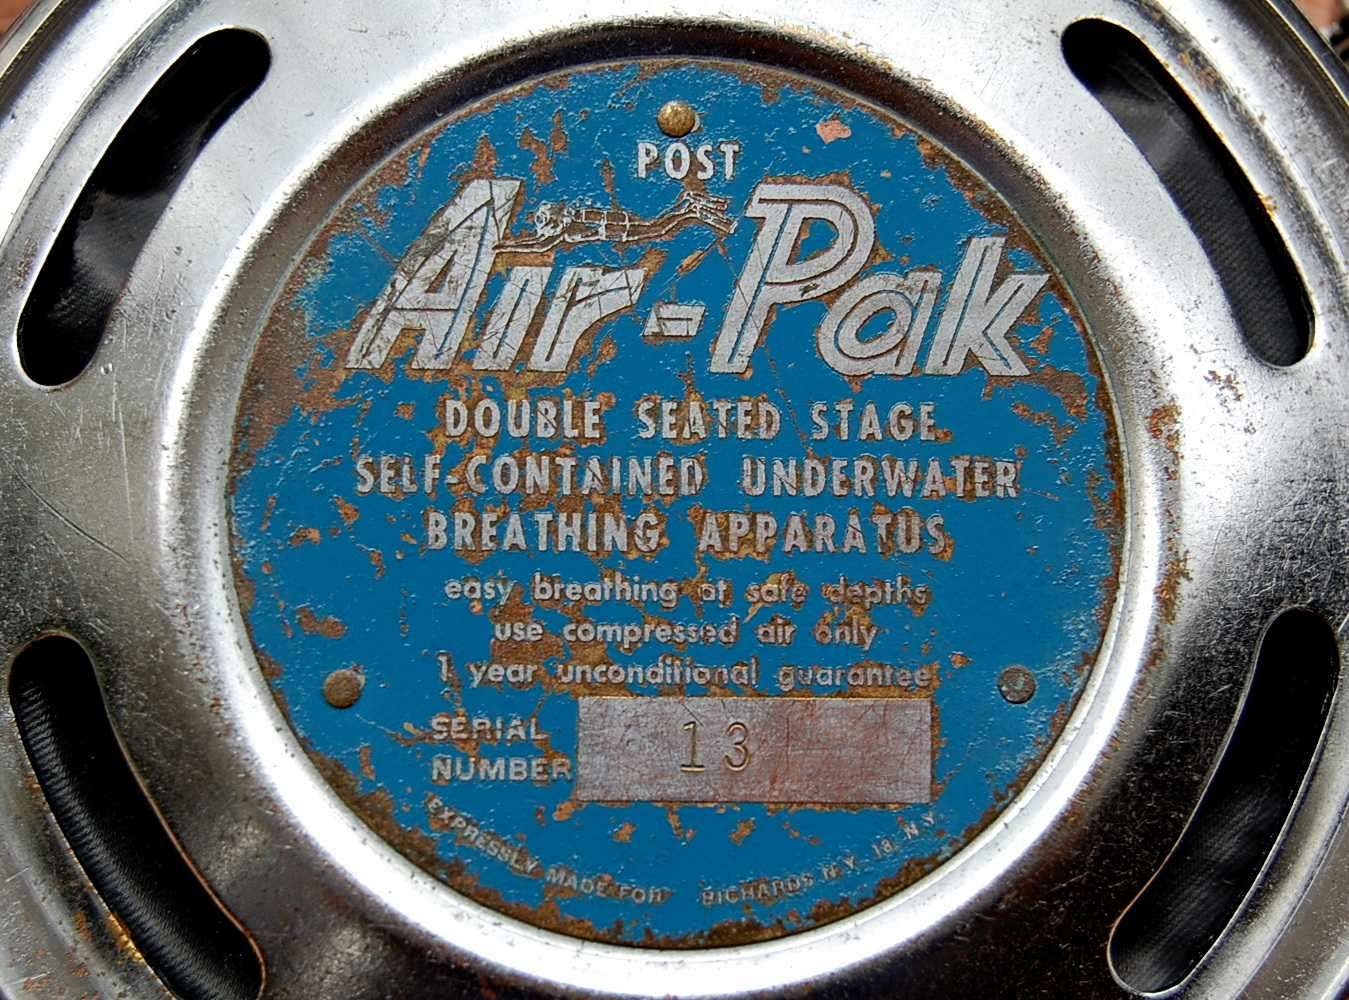 POST
Air-Pak
DOUBLE SEATED STAGE
SELF-CONTAINED UNDERWATER
BREATHING APPARATUS
easy breathing at safe depths
use compressed air only
1 year unconditional guarantee
SERIAL
NUMBER
13
EXPRESSLY MADE FOR RICHARDS N.Y. 18, N.Y.